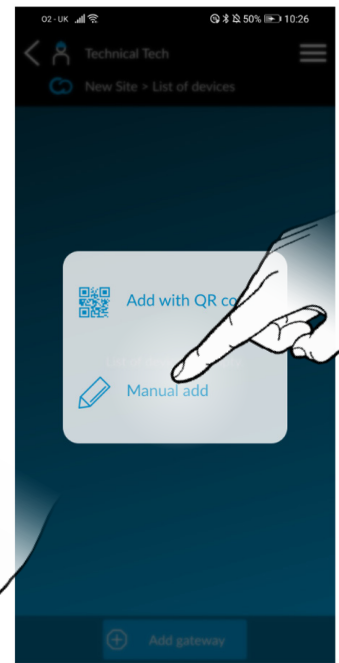 O2 - UK 50% 10:26
Technical Tech
New Site > List of devices
Add with QR co
Manual add
Add gateway